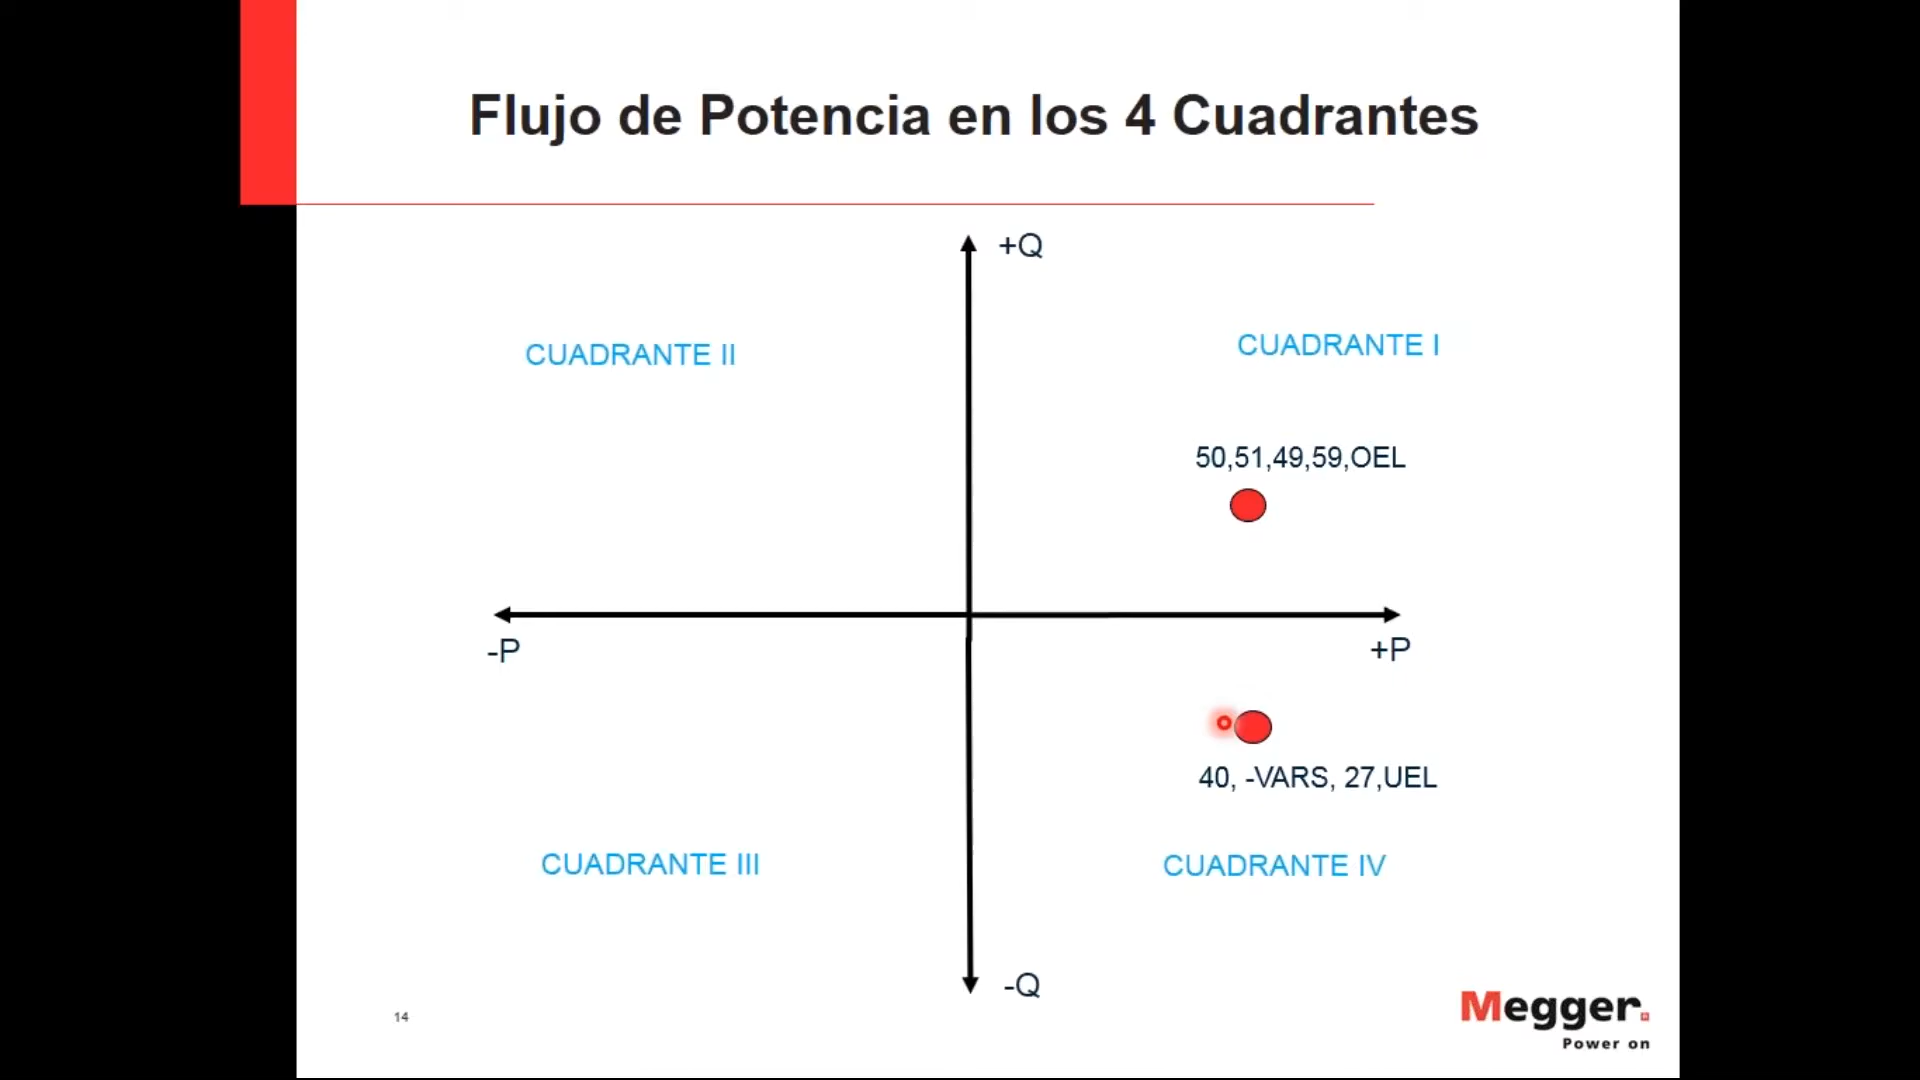 Flujo de Potencia en los 4 Cuadrantes
+Q
CUADRANTE II
CUADRANTE I
50,51,49,59,OEL
-P
+P
40, -VARS, 27,UEL
CUADRANTE III
CUADRANTE IV
-Q
14
Megger.
Power on